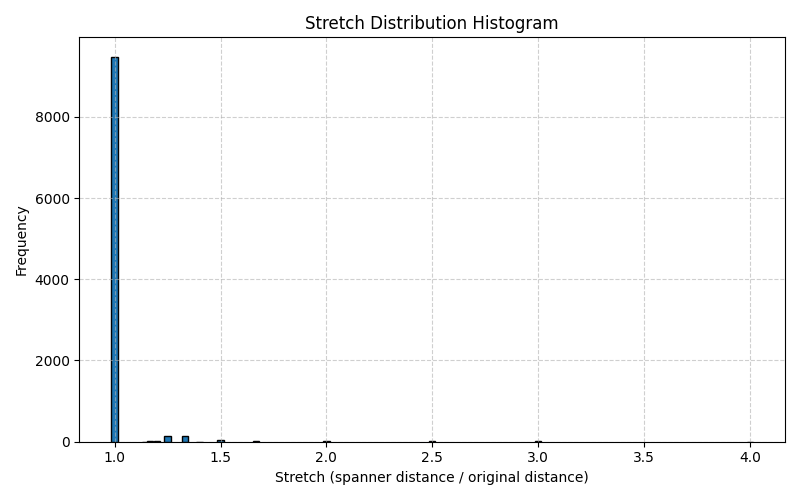 Stretch Distribution Histogram
Frequency
8000
6000
4000
2000
0
1.0 1.5 2.0 2.5 3.0 3.5 4.0
Stretch (spanner distance / original distance)